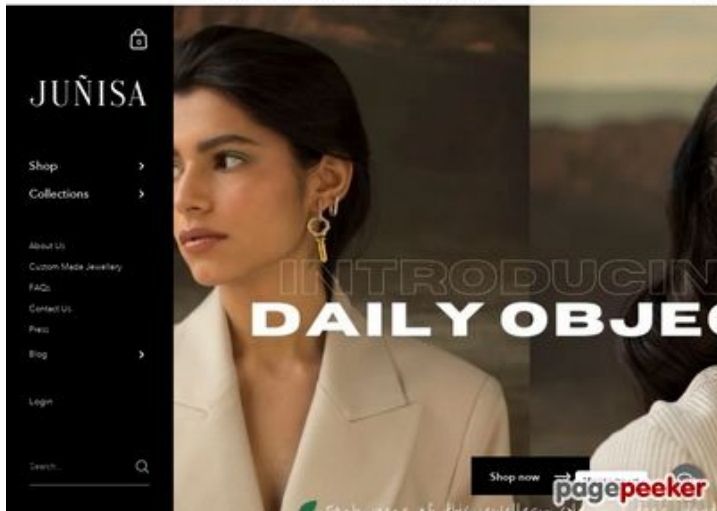 0
JUÑISA
Shop
Collections
About Us
Custom Made Jewellery
FAQs
Contact Us
Press
Blog
Login
Search...
INTRODUCIN
DAILY OBJE
Shop now
pagepeeker